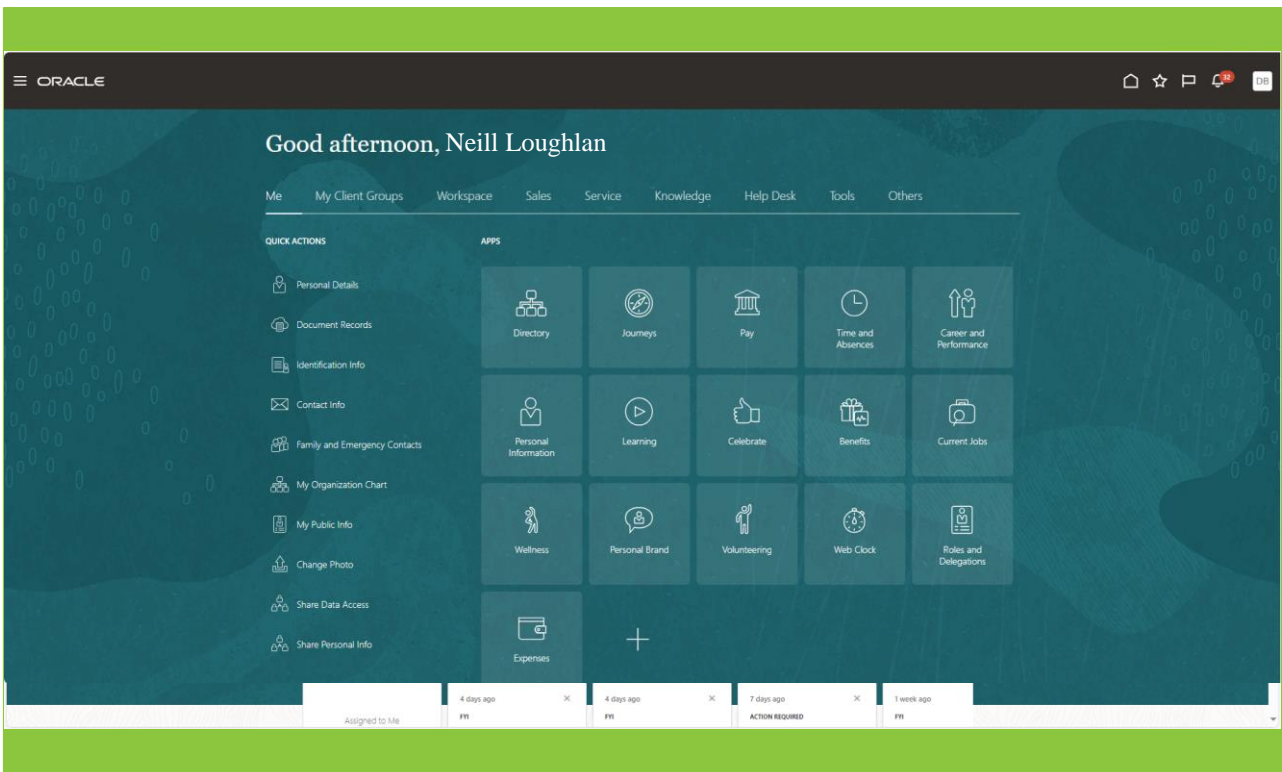 ORACLE
32
DB
Good afternoon, Neill Loughlan
Me My Client Groups Workspace Sales Service Knowledge Help Desk Tools Others
QUICK ACTIONS
Personal Details
Document Records
Identification Info
Contact Info
Family and Emergency Contacts
My Organization Chart
My Public Info
Change Photo
Share Data Access
Share Personal Info
APPS
Directory
Journeys
Pay
Time and
Absences
Career and
Performance
Personal
Information
Learning
Celebrate
Benefits
Current Jobs
Wellness
Personal Brand
Volunteering
Web Clock
Roles and
Delegations
Expenses
Assigned to Me
4 days ago
FYI
4 days ago
FYI
7 days ago
ACTION REQUIRED
1 week ago
FYI